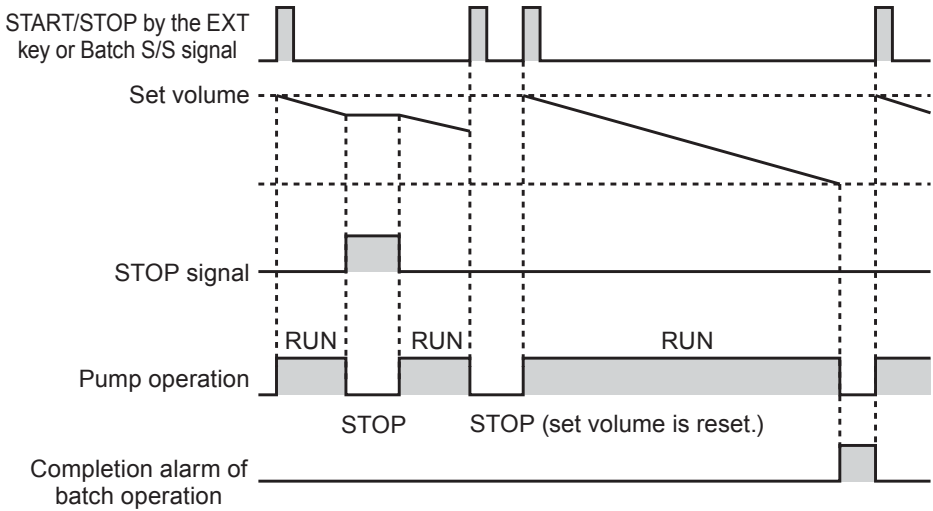 START/STOP by the EXT
key or Batch S/S signal
Set volume
STOP signal
RUN RUN RUN
Pump operation
STOP STOP (set volume is reset.)
Completion alarm of
batch operation